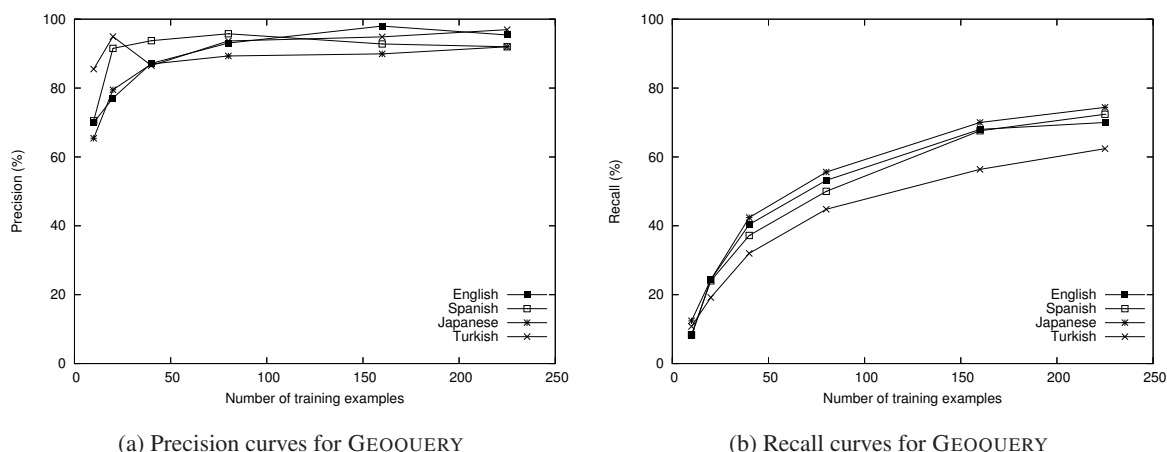 100
80
60
40
20
0
Precision (%)
0 50 100 150 200 250
Number of training examples
English
Spanish
Japanese
Turkish
(a) Precision curves for GEOQUERY
100
80
60
40
20
0
Recall (%)
0 50 100 150 200 250
Number of training examples
English
Spanish
Japanese
Turkish
(b) Recall curves for GEOQUERY